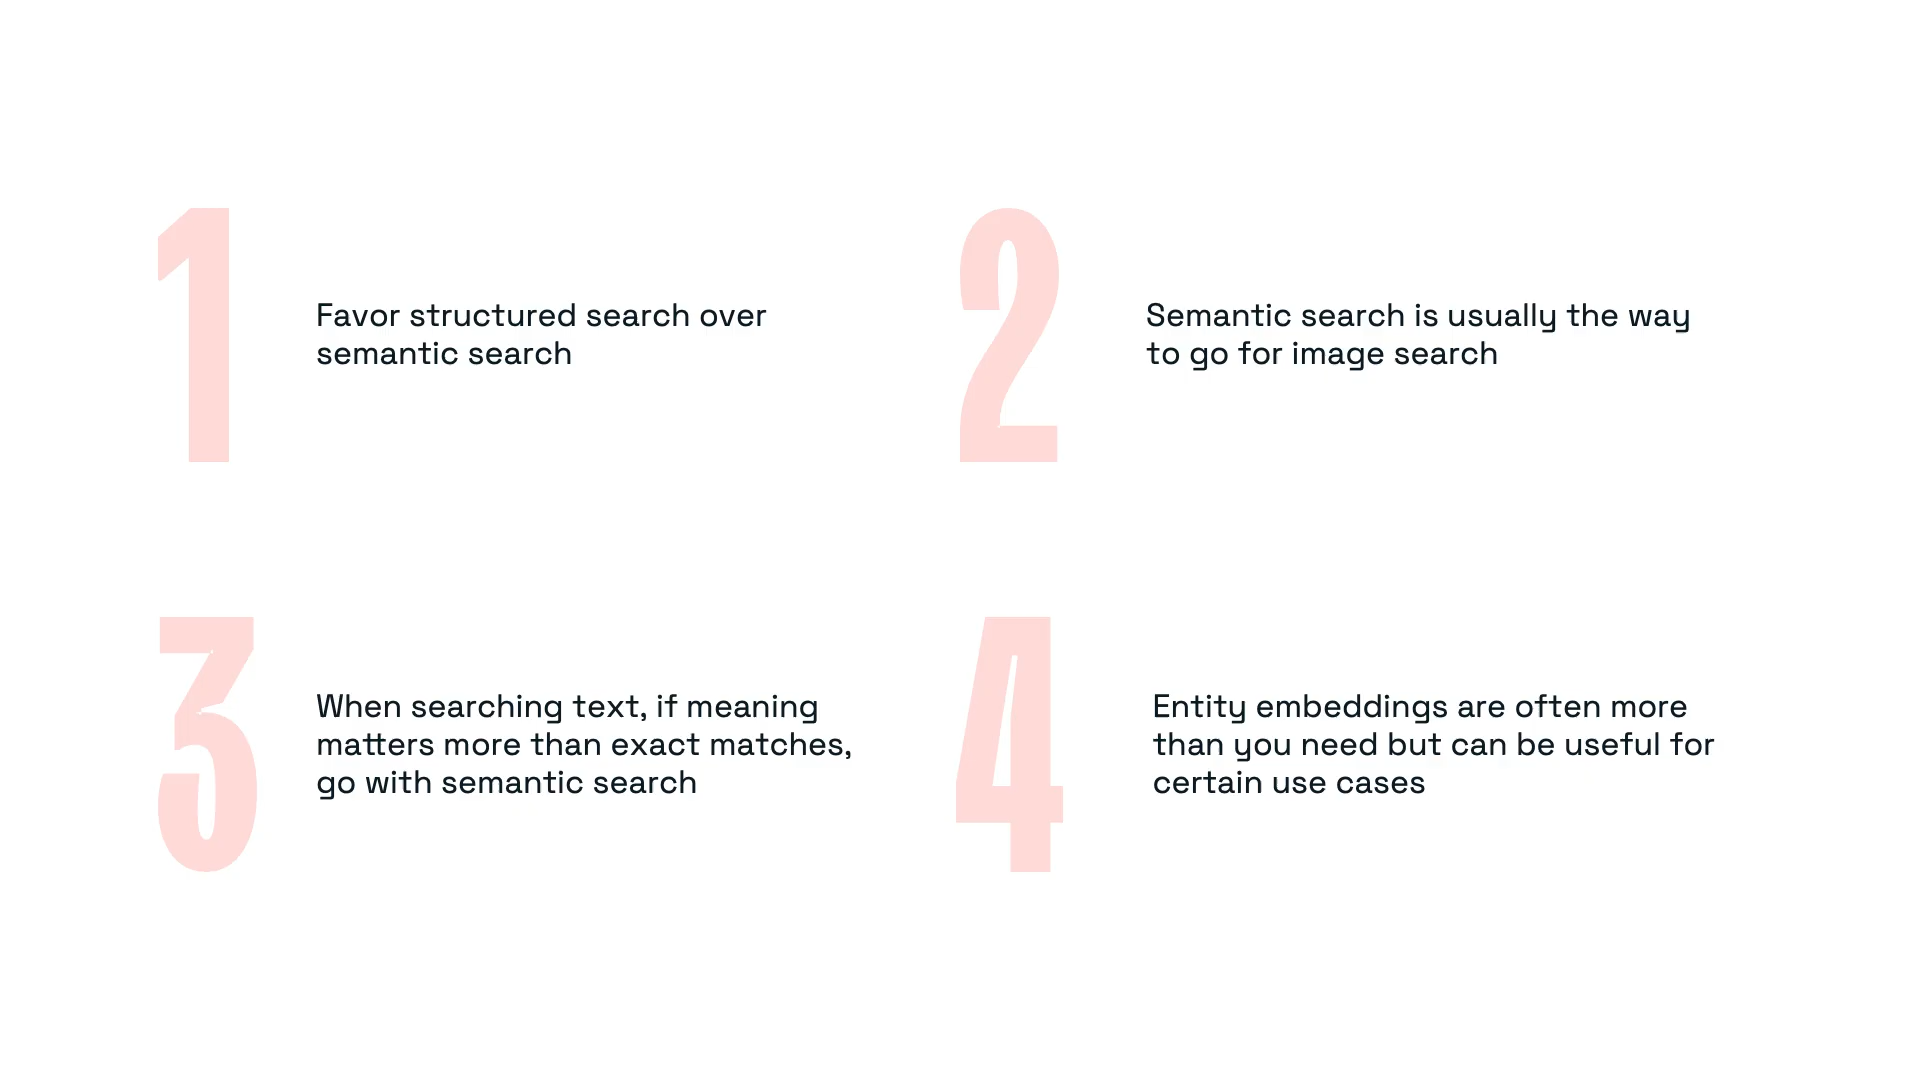 1
Favor structured search over
semantic search
2
Semantic search is usually the way
to go for image search
3
When searching text, if meaning
matters more than exact matches,
go with semantic search
4
Entity embeddings are often more
than you need but can be useful for
certain use cases